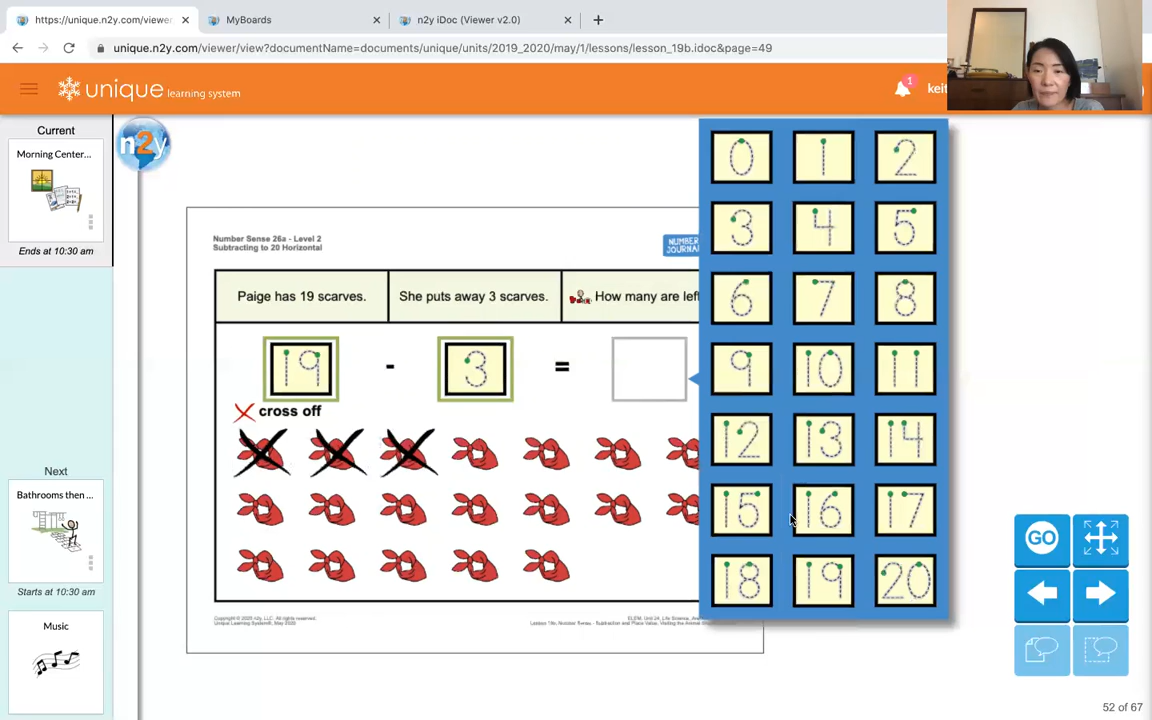 https://unique.n2y.com/viewer
MyBoards
n2y iDoc (Viewer v2.0)
unique.n2y.com/viewer/view?documentName=documents/unique/units/2019_2020/may/1/lessons/lesson_19b.idoc&page=49
unique learning system
1
Current
Morning Center...
Ends at 10:30 am
Next
Bathrooms then ...
Starts at 10:30 am
Music
n2y
Number Sense 26a - Level 2
Subtracting to 20 Horizontal
NUMBER
JOURNAL
Paige has 19 scarves. She puts away 3 scarves. How many are left
19 - 3 =
cross off
0 1 2
3 4 5
6 7 8
9 10 11
12 13 14
15 16 17
18 19 20
GO
52 of 67